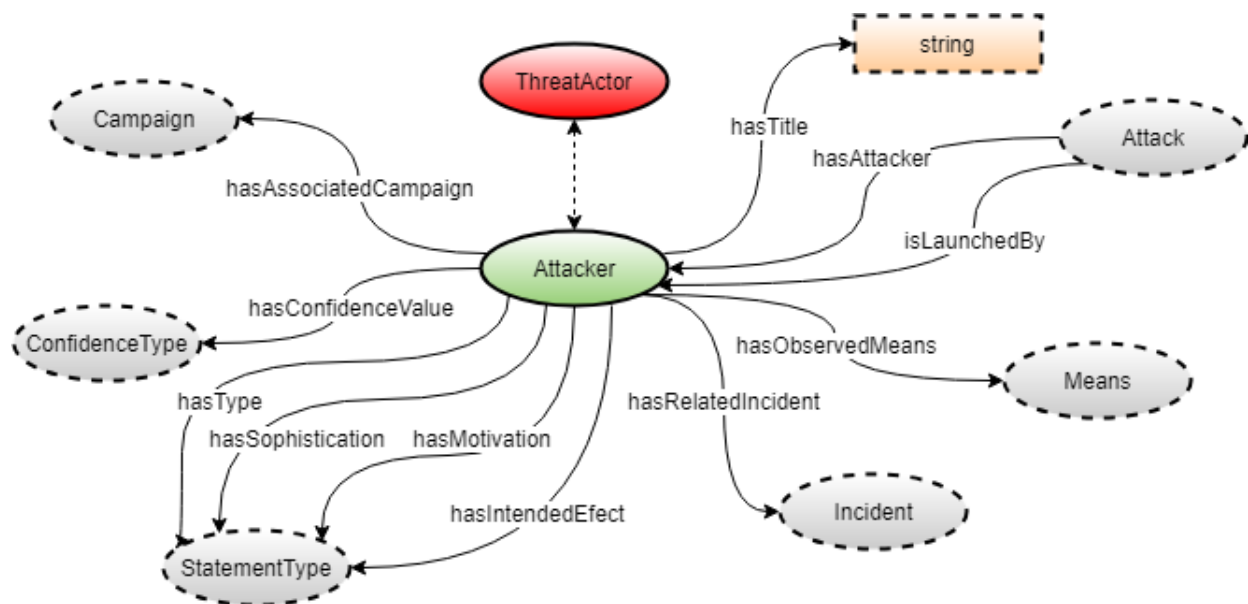 string
ThreatActor
Campaign
hasTitle
Attack
hasAttacker
hasAssociatedCampaign
isLaunchedBy
Attacker
hasConfidenceValue
ConfidenceType
hasObservedMeans
Means
hasType
hasRelatedIncident
hasSophistication
hasMotivation
hasIntendedEfect
Incident
StatementType